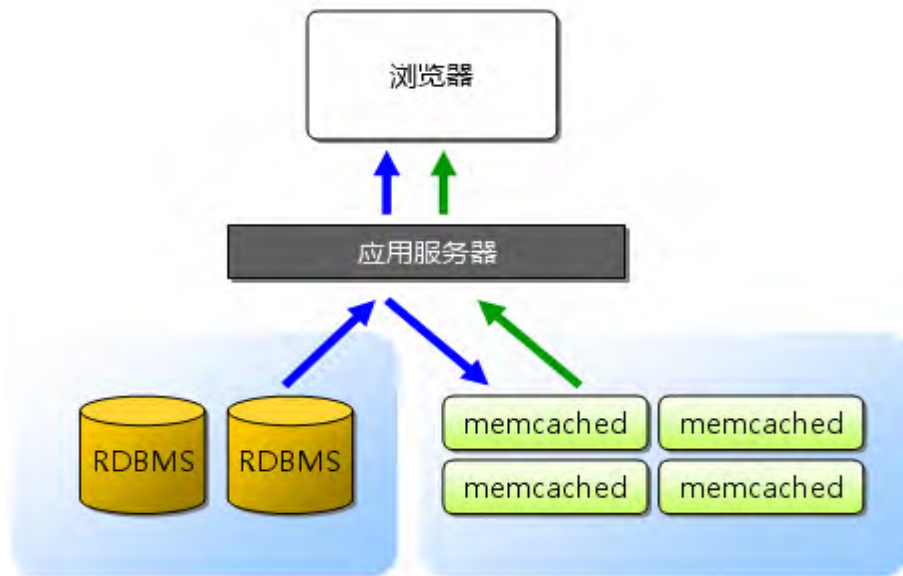 浏览器
应用服务器
RDBMS
RDBMS
memcached
memcached
memcached
memcached